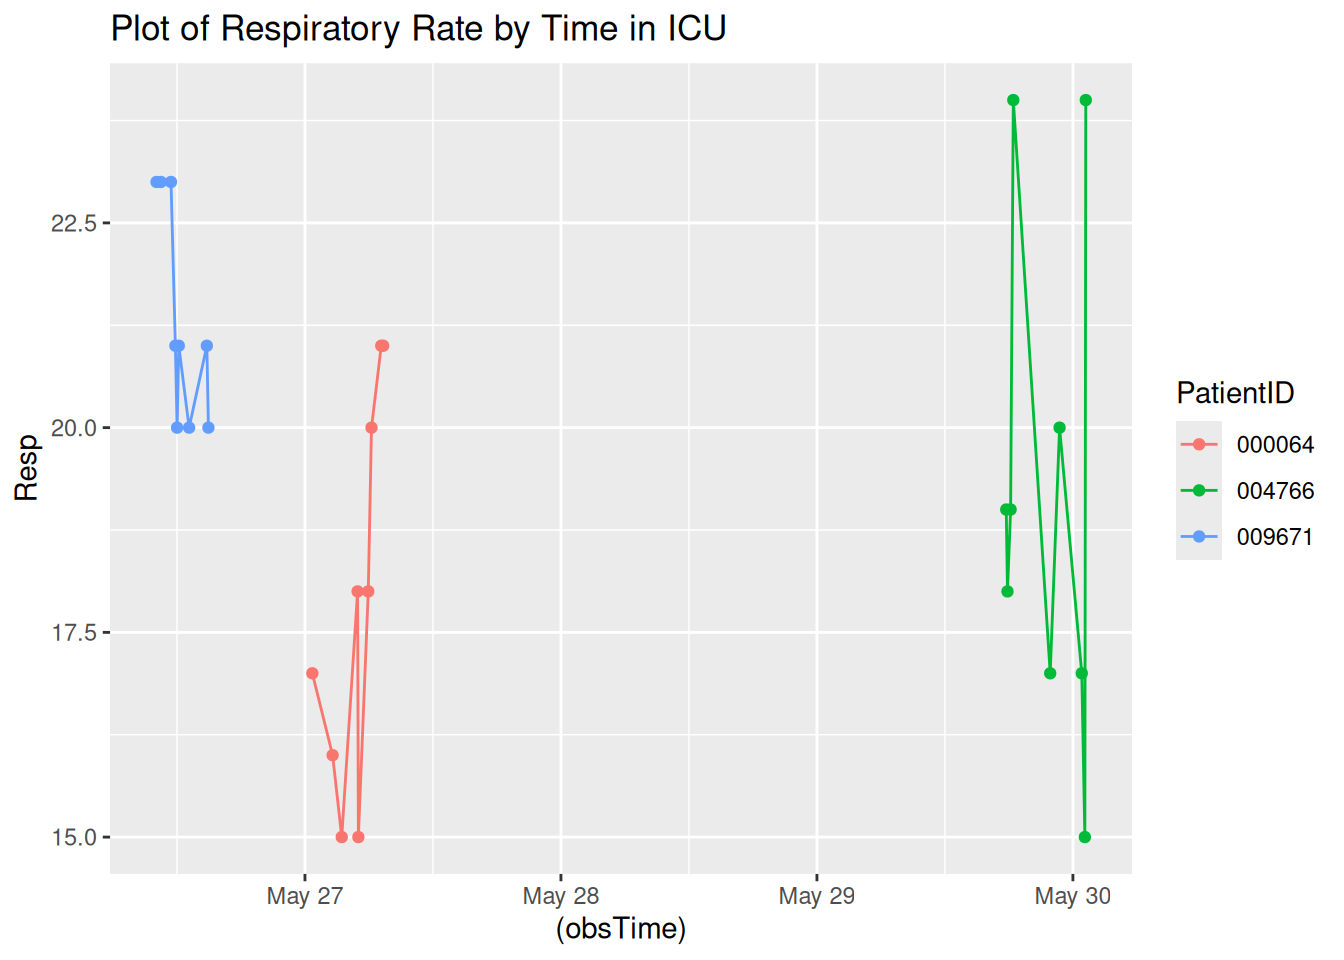 Plot of Respiratory Rate by Time in ICU
22.5
20.0
17.5
15.0
Resp
May 27 May 28 May 29 May 30
(obsTime)
PatientID
000064
004766
009671